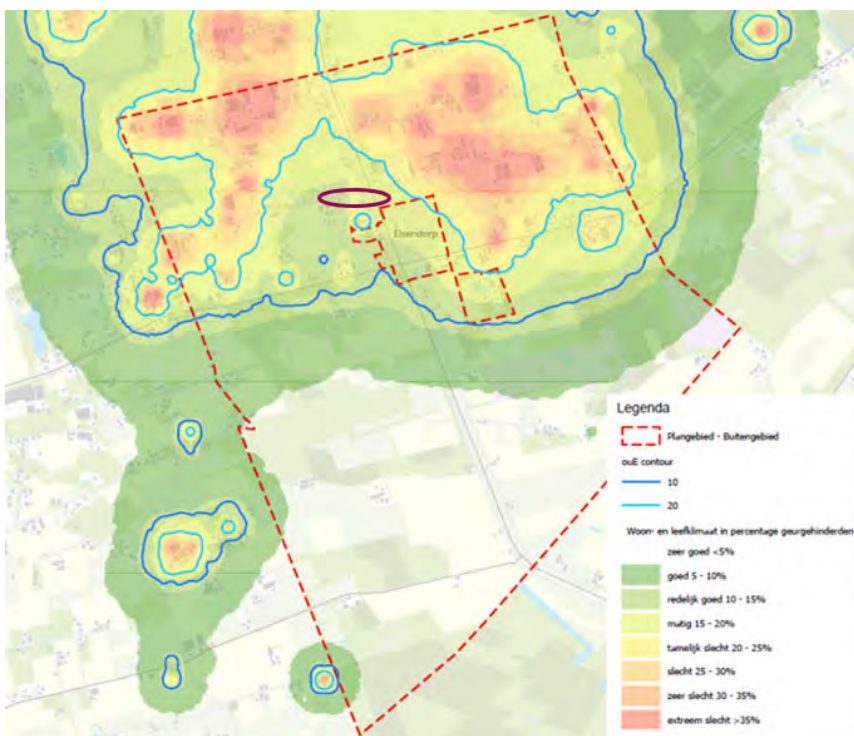 Elsendorp
Legenda
Plangebied - Buitengebied
ouE contour
10
20
Woon- en leefklimaat in percentage geurgehinderden
zeer goed <5%
goed 5 - 10%
redelijk goed 10 - 15%
matig 15 - 20%
tamelijk slecht 20 - 25%
slecht 25 - 30%
zeer slecht 30 - 35%
extreem slecht >35%